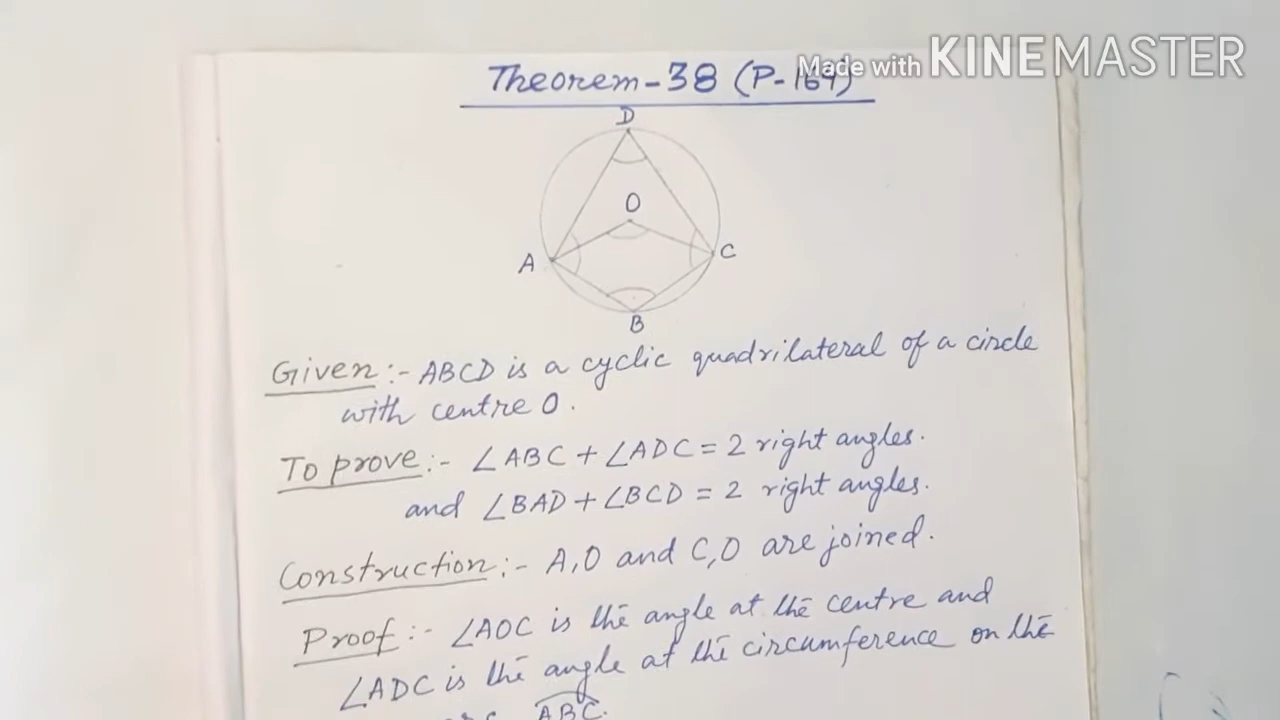 Made with KINEMASTER
Theorem-38 (P-164)
D
O
A
C
B
Given :- ABCD is a cyclic quadrilateral of a circle
with centre O.
To prove :- ∠ABC + ∠ADC = 2 right angles.
and ∠BAD + ∠BCD = 2 right angles.
Construction :- A,O and C,O are joined.
Proof :- ∠AOC is the angle at the centre and
∠ADC is the angle at the circumference on the
ABC.